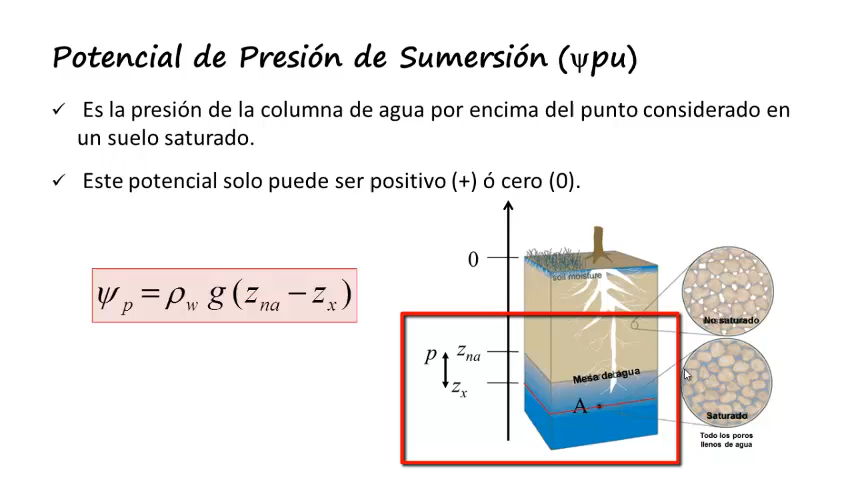 Potencial de Presión de Sumersión (ψpu)
✓ Es la presión de la columna de agua por encima del punto considerado en
un suelo saturado.
✓ Este potencial solo puede ser positivo (+) ó cero (0).
ψp = ρw g (zna − zx)
0
soil moisture
No saturado
p
zna
zx
Mesa de agua
A
Saturado
Todo los poros
llenos de agua